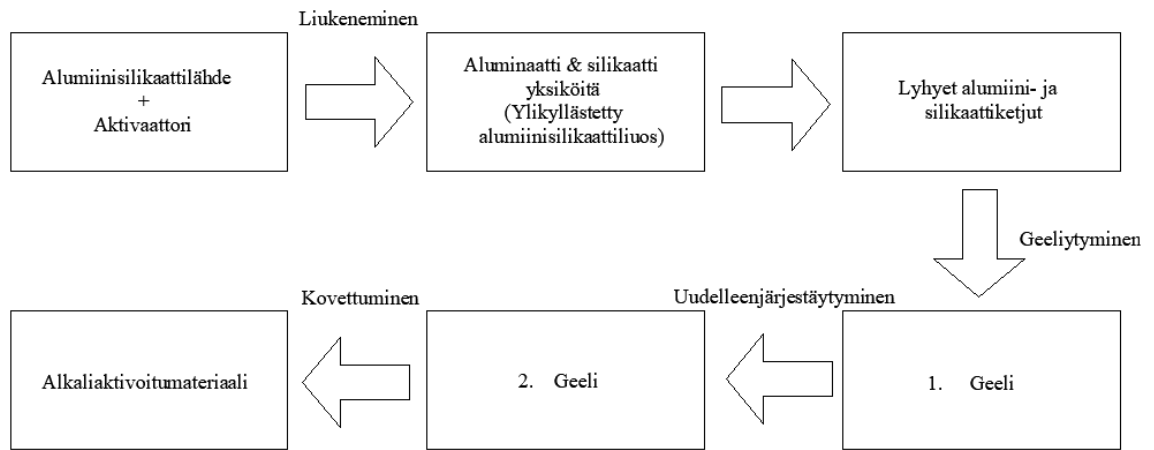 Liukeneminen
Alumiinisilikaattilähde
+
Aktivaattori
Aluminaatti & silikaatti
yksiköitä
(Ylikyllästetty
alumiinisilikaattiliuos)
Lyhyet alumiini- ja
silikaattiketjut
Geeliytyminen
Uudelleenjärjestäytyminen
Kovettuminen
1. Geeli
2. Geeli
Alkaliaktivoitumateriaali